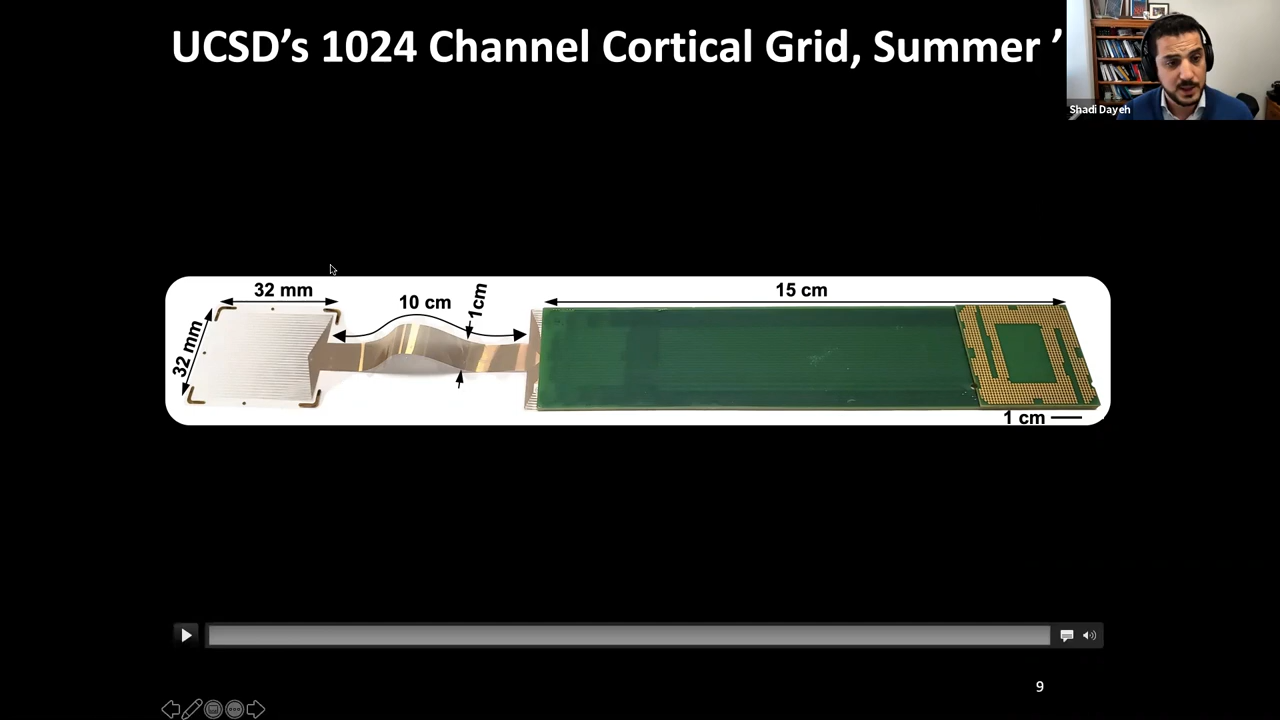 UCSD’s 1024 Channel Cortical Grid, Summer ’
Shadi Dayeh
32 mm
10 cm
1cm
15 cm
32 mm
1 cm
9